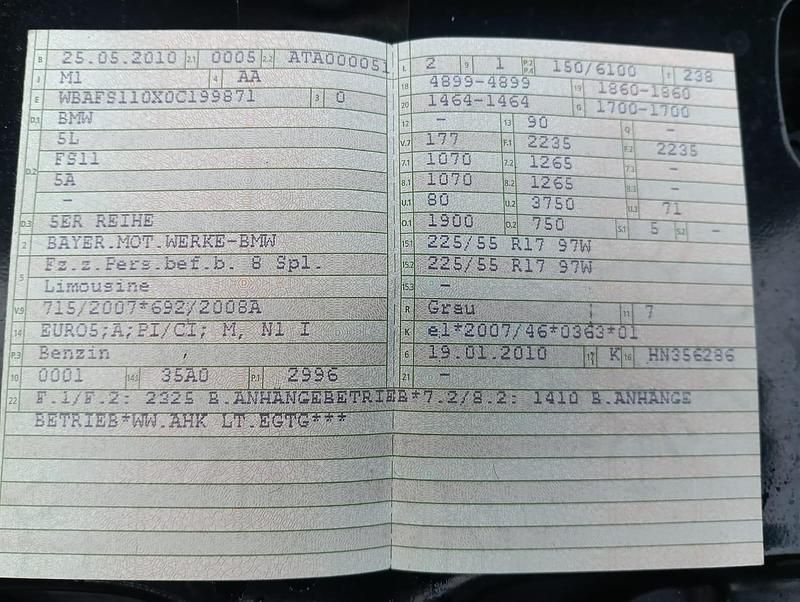 B 25.05.2010 2.1 0005 2.2 ATA000051
J M1 4 AA
E WBAFS110X0C199871 3 0
D.1 BMW
5L
D.2 FS11
5A
-
D.3 5ER REIHE
2 BAYER.MOT.WERKE-BMW
5 Fz.z.Pers.bef.b. 8 Spl.
Limousine
V.9 715/2007*692/2008A
14 EURO5;A;PI/CI; M, N1 I
P.3 Benzin
10 0001 14.1 35A0 P.1 2996
L 2 9 1 P.2 P.4 150/6100 T 238
18 4899-4899 19 1860-1860
20 1464-1464 G 1700-1700
12 - 13 90 Q -
V.7 177 F.1 2235 F.2 2235
7.1 1070 7.2 1265 7.3 -
8.1 1070 8.2 1265 8.3 -
U.1 80 U.2 3750 U.3 71
O.1 1900 O.2 750 S.1 5 S.2 -
15.1 225/55 R17 97W
15.2 225/55 R17 97W
15.3 -
R Grau 11 7
K e1*2007/46*0363*01
6 19.01.2010 17 K 16 HN356286
21 -
22 F.1/F.2: 2325 B.ANHÄNGEBETRIEB*7.2/8.2: 1410 B.ANHÄNGE
BETRIEB*WW.AHK LT.EGTG***